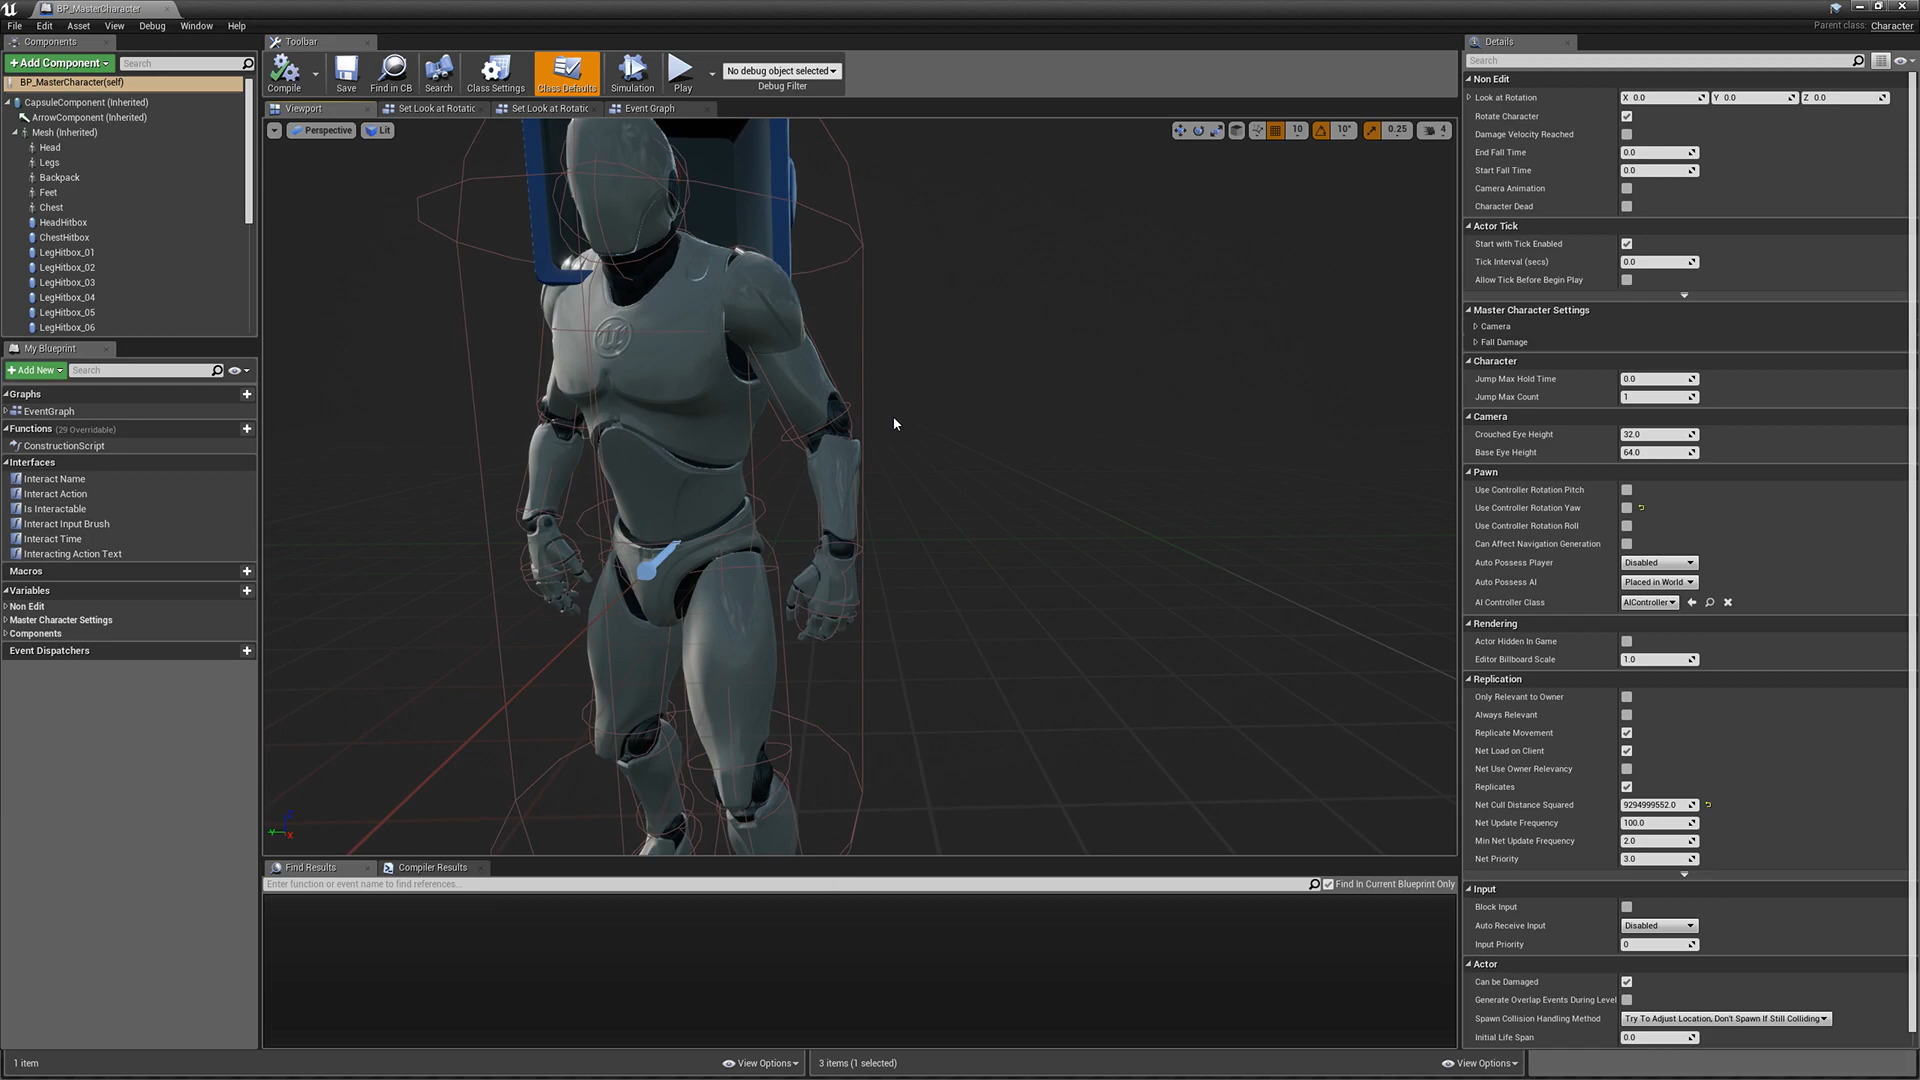 BP_MasterCharacter
File Edit Asset View Debug Window Help
Parent class: Character
Components
+Add Component
Search
BP_MasterCharacter(self)
CapsuleComponent (Inherited)
ArrowComponent (Inherited)
Mesh (Inherited)
Head
Legs
Backpack
Feet
Chest
HeadHitbox
ChestHitbox
LegHitbox_01
LegHitbox_02
LegHitbox_03
LegHitbox_04
LegHitbox_05
LegHitbox_06
My Blueprint
+Add New
Search
Graphs
EventGraph
Functions (29 Overridable)
ConstructionScript
Interfaces
Interact Name
Interact Action
Is Interactable
Interact Input Brush
Interact Time
Interacting Action Text
Macros
Variables
Non Edit
Master Character Settings
Components
Event Dispatchers
1 item
View Options
Toolbar
Compile
Save
Find in CB
Search
Class Settings
Class Defaults
Simulation
Play
No debug object selected
Debug Filter
Viewport
Set Look at Rotatic
Set Look at Rotatic
Event Graph
Perspective
Lit
10
10°
0.25
4
Find Results
Compiler Results
Enter function or event name to find references...
Find In Current Blueprint Only
3 items (1 selected)
View Options
Details
Search
Non Edit
Look at Rotation X 0.0 Y 0.0 Z 0.0
Rotate Character
Damage Velocity Reached
End Fall Time 0.0
Start Fall Time 0.0
Camera Animation
Character Dead
Actor Tick
Start with Tick Enabled
Tick Interval (secs) 0.0
Allow Tick Before Begin Play
Master Character Settings
Camera
Fall Damage
Character
Jump Max Hold Time 0.0
Jump Max Count 1
Camera
Crouched Eye Height 32.0
Base Eye Height 64.0
Pawn
Use Controller Rotation Pitch
Use Controller Rotation Yaw
Use Controller Rotation Roll
Can Affect Navigation Generation
Auto Possess Player Disabled
Auto Possess AI Placed in World
AI Controller Class AIController
Rendering
Actor Hidden In Game
Editor Billboard Scale 1.0
Replication
Only Relevant to Owner
Always Relevant
Replicate Movement
Net Load on Client
Net Use Owner Relevancy
Replicates
Net Cull Distance Squared 9294999552.0
Net Update Frequency 100.0
Min Net Update Frequency 2.0
Net Priority 3.0
Input
Block Input
Auto Receive Input Disabled
Input Priority 0
Actor
Can be Damaged
Generate Overlap Events During Level
Spawn Collision Handling Method Try To Adjust Location, Don't Spawn If Still Colliding
Initial Life Span 0.0